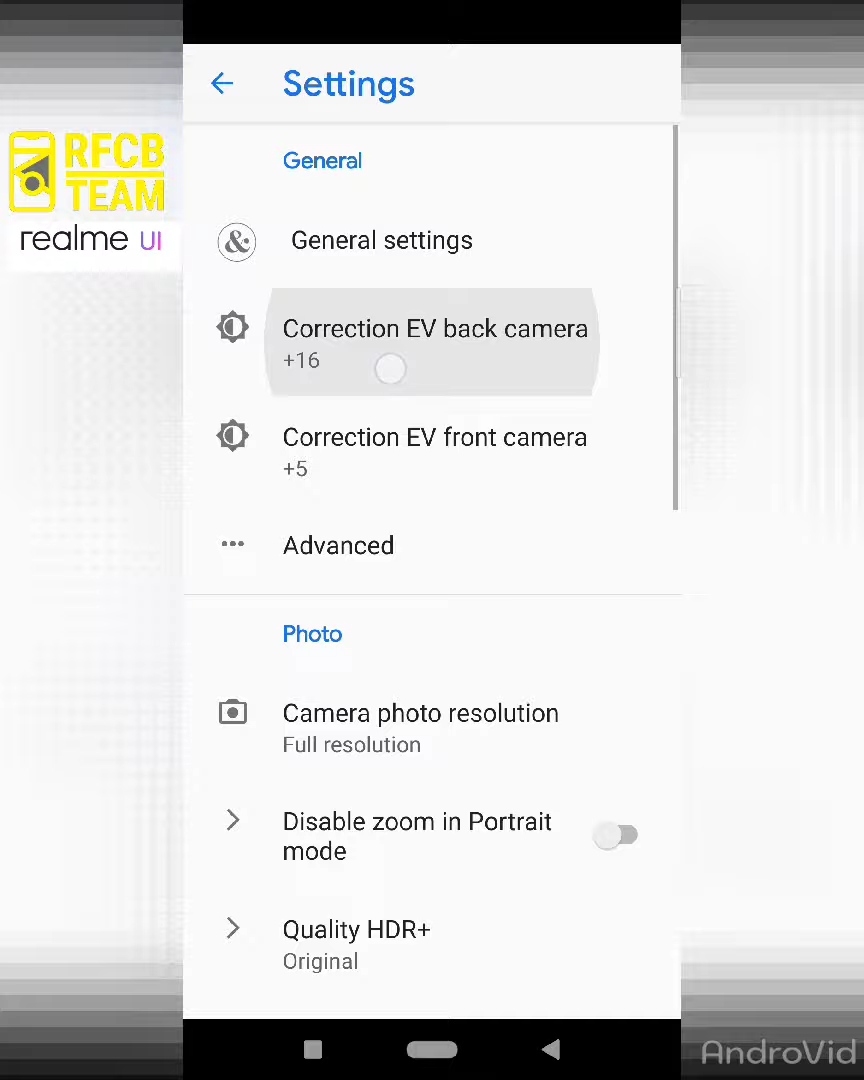 Settings
RFCB
TEAM
realme UI
General
General settings
Correction EV back camera
+16
Correction EV front camera
+5
Advanced
Photo
Camera photo resolution
Full resolution
Disable zoom in Portrait
mode
Quality HDR+
Original
AndroVid